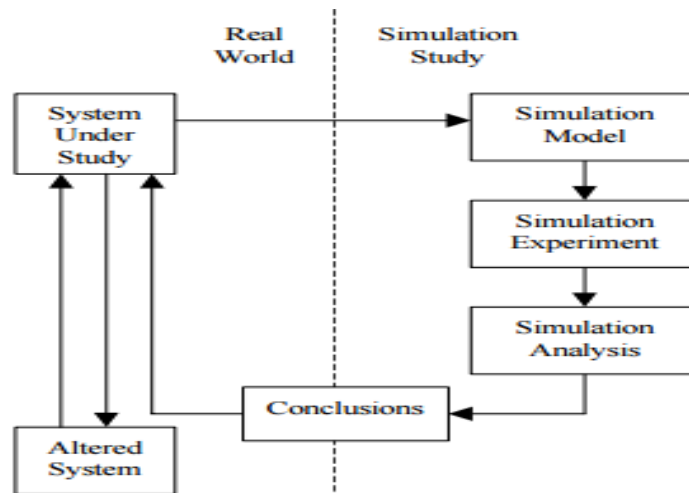 Real
World
Simulation
Study
System
Under
Study
Simulation
Model
Simulation
Experiment
Simulation
Analysis
Conclusions
Altered
System